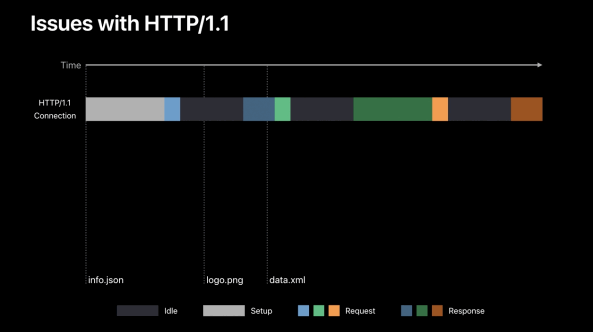 Issues with HTTP/1.1
Time
HTTP/1.1
Connection
info.json
logo.png
data.xml
Idle
Setup
Request
Response